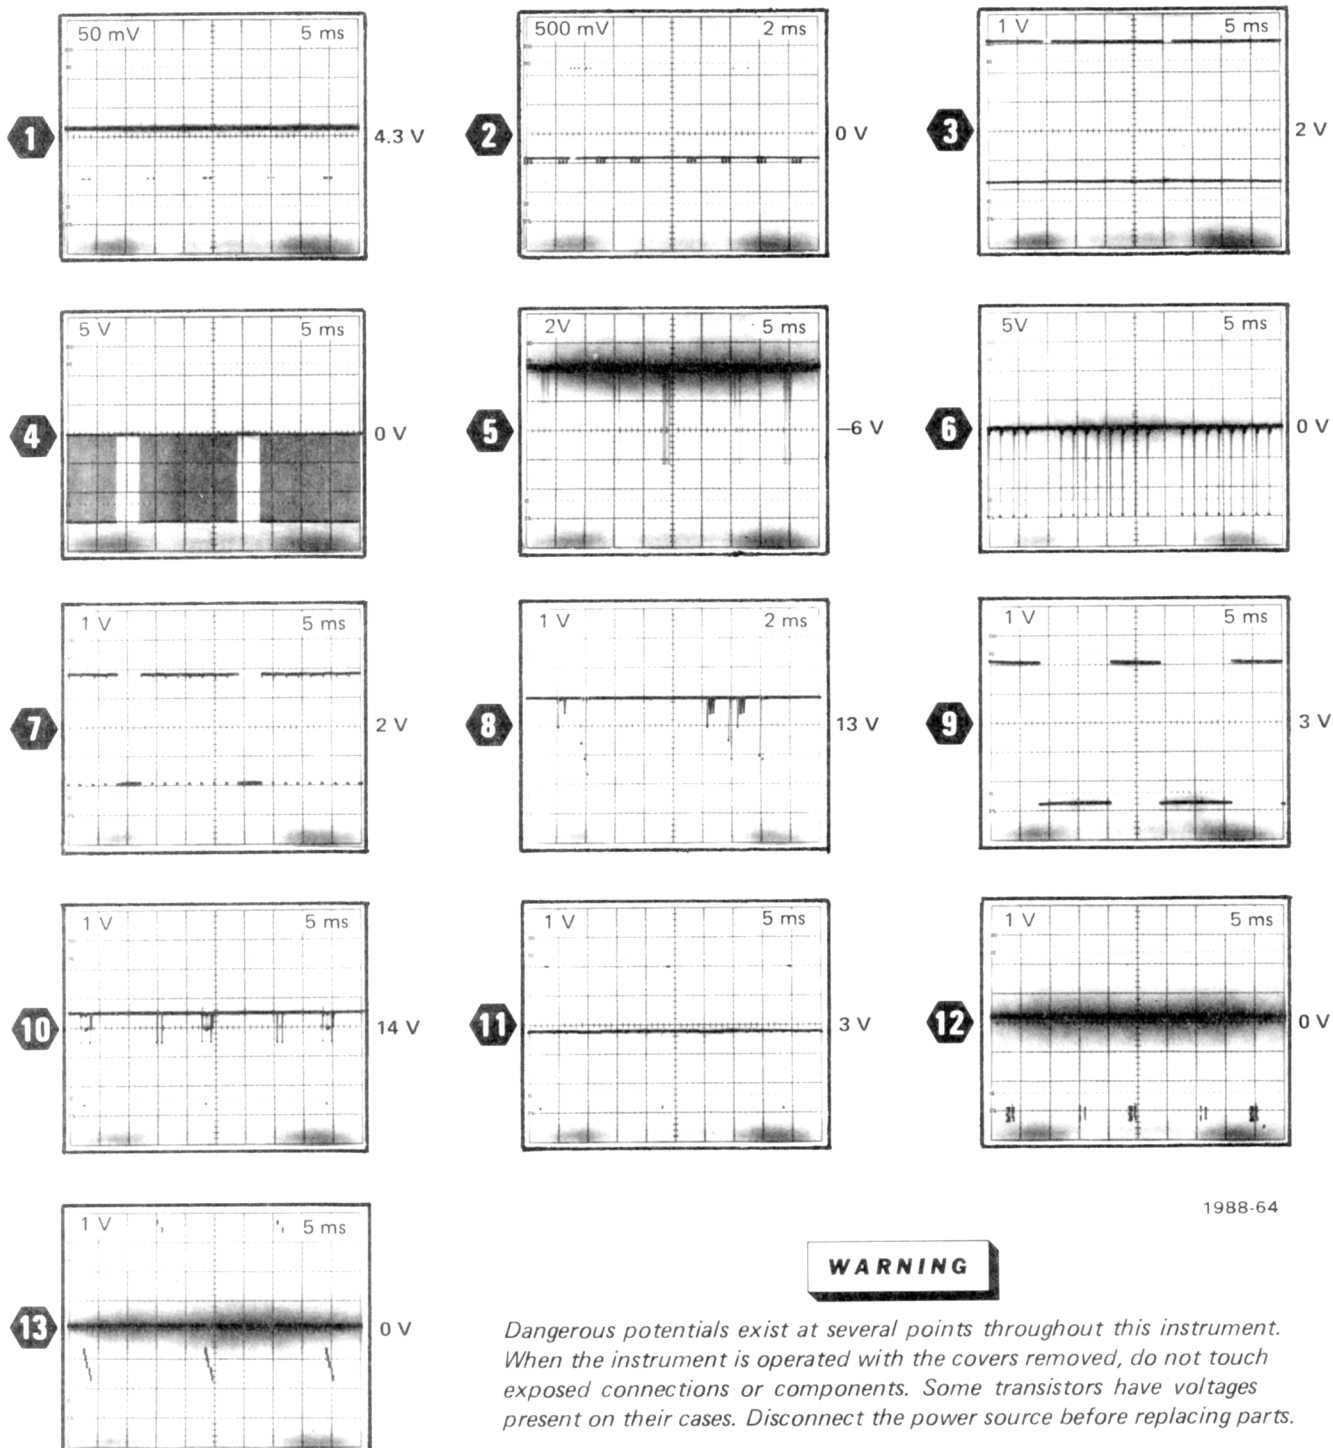 50 mV 5 ms
1 4.3 V
500 mV 2 ms
2 0 V
1 V 5 ms
3 2 V
5 V 5 ms
4 0 V
2V 5 ms
5 –6 V
5V 5 ms
6 0 V
1 V 5 ms
7 2 V
1 V 2 ms
8 13 V
1 V 5 ms
9 3 V
1 V 5 ms
10 14 V
1 V 5 ms
11 3 V
1 V 5 ms
12 0 V
1 V 5 ms
13 0 V
1988-64
WARNING
Dangerous potentials exist at several points throughout this instrument.
When the instrument is operated with the covers removed, do not touch
exposed connections or components. Some transistors have voltages
present on their cases. Disconnect the power source before replacing parts.